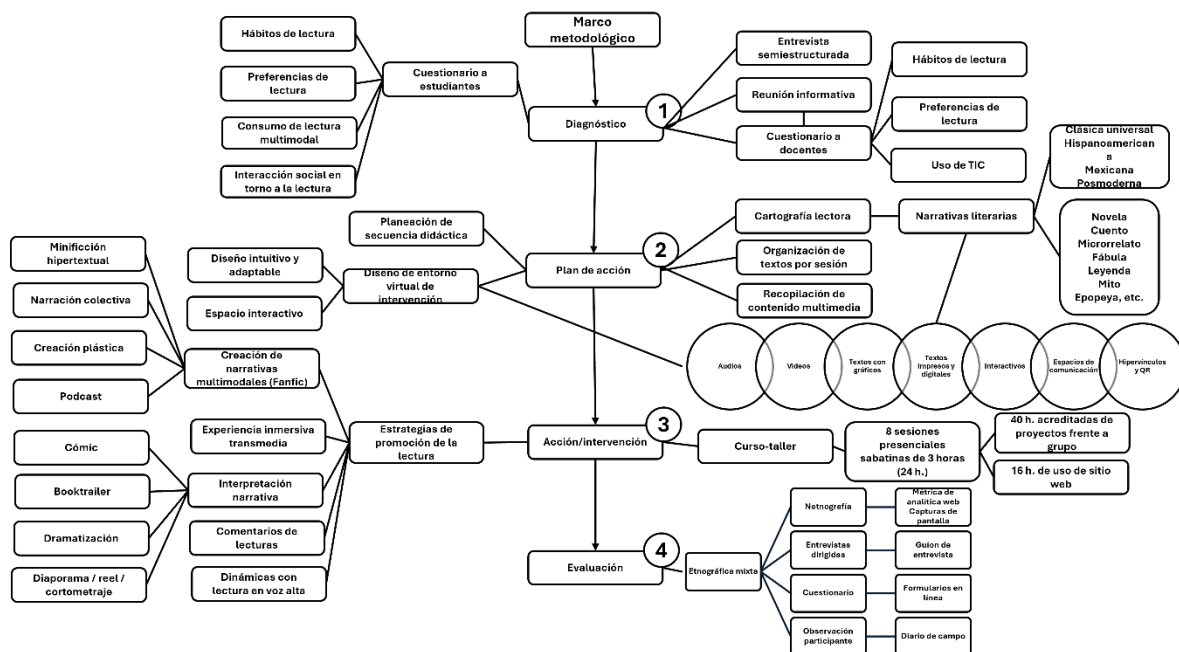 Marco
metodológico
Hábitos de lectura
Preferencias de
lectura
Consumo de lectura
multimodal
Interacción social en
torno a la lectura
Cuestionario a
estudiantes
1
Diagnóstico
Entrevista
semiestructurada
Reunión informativa
Cuestionario a
docentes
Hábitos de lectura
Preferencias de
lectura
Uso de TIC
Clásica universal
Hispanoamerican
a
Mexicana
Posmoderna
Planeación de
secuencia didáctica
Diseño intuitivo y
adaptable
Espacio interactivo
Diseño de entorno
virtual de
intervención
2
Plan de acción
Cartografía lectora
Organización de
textos por sesión
Recopilación de
contenido multimedia
Narrativas literarias
Novela
Cuento
Microrrelato
Fábula
Leyenda
Mito
Epopeya, etc.
Audios
Videos
Textos con
gráficos
Textos
impresos y
digitales
Interactivos
Espacios de
comunicación
Hipervínculos
y QR
Minificción
hipertextual
Narración colectiva
Creación plástica
Podcast
Creación de
narrativas
multimodales (Fanfic)
Experiencia inmersiva
transmedia
Cómic
Booktrailer
Dramatización
Diaporama / reel /
cortometraje
Interpretación
narrativa
Comentarios de
lecturas
Dinámicas con
lectura en voz alta
Estrategias de
promoción de la
lectura
3
Acción/intervención
Curso-taller
8 sesiones
presenciales
sabatinas de 3 horas
(24 h.)
40 h. acreditadas de
proyectos frente a
grupo
16 h. de uso de sitio
web
4
Evaluación
Etnográfica mixta
Netnografía
Métrica de
analítica web
Capturas de
pantalla
Entrevistas
dirigidas
Guion de
entrevista
Cuestionario
Formularios en
línea
Observación
participante
Diario de campo